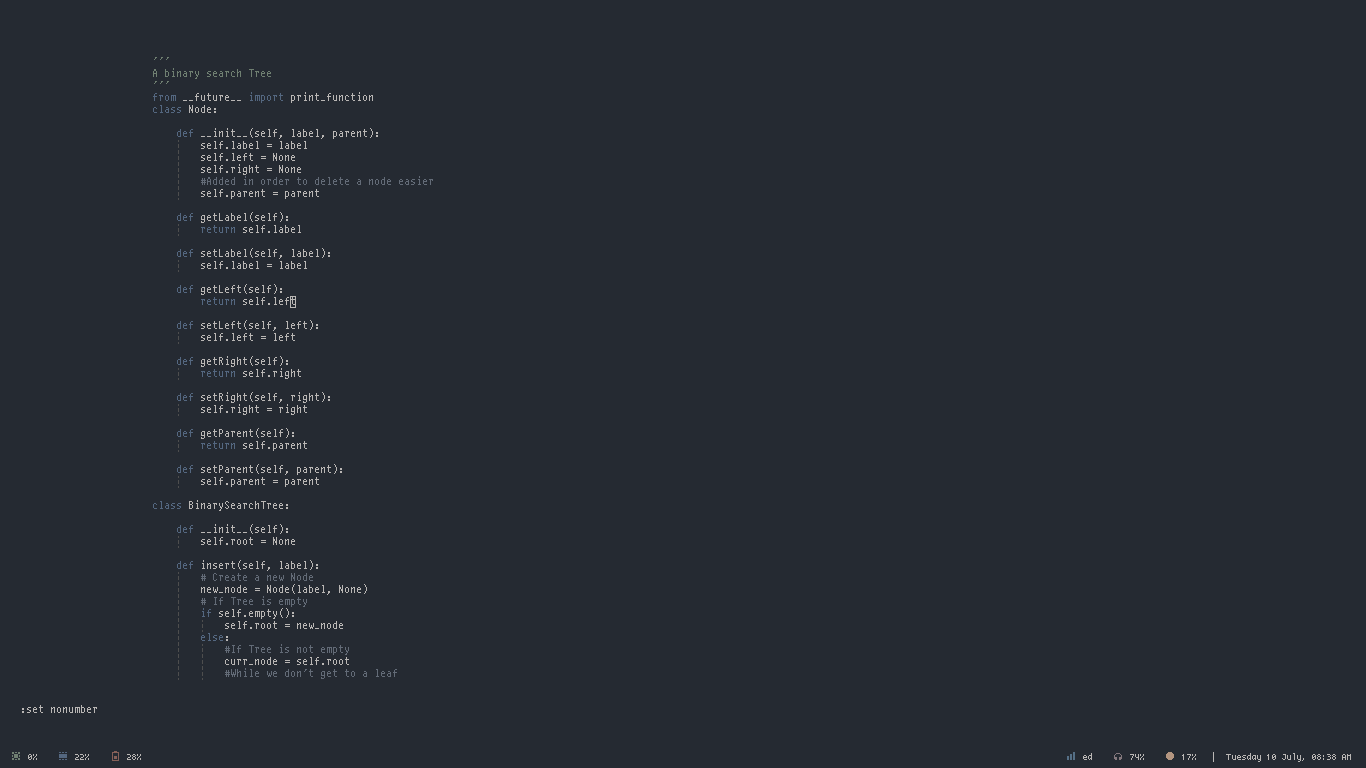 '''
A binary search Tree
'''
from __future__ import print_function
class Node:
    def __init__(self, label, parent):
        self.label = label
        self.left = None
        self.right = None
        #Added in order to delete a node easier
        self.parent = parent
    def getLabel(self):
        return self.label
    def setLabel(self, label):
        self.label = label
    def getLeft(self):
        return self.left
    def setLeft(self, left):
        self.left = left
    def getRight(self):
        return self.right
    def setRight(self, right):
        self.right = right
    def getParent(self):
        return self.parent
    def setParent(self, parent):
        self.parent = parent
class BinarySearchTree:
    def __init__(self):
        self.root = None
    def insert(self, label):
        # Create a new Node
        new_node = Node(label, None)
        # If Tree is empty
        if self.empty():
            self.root = new_node
        else:
            #If Tree is not empty
            curr_node = self.root
            #While we don't get to a leaf
:set nonumber
0% 22% 28% ed 74% 17% | Tuesday 10 July, 08:38 AM